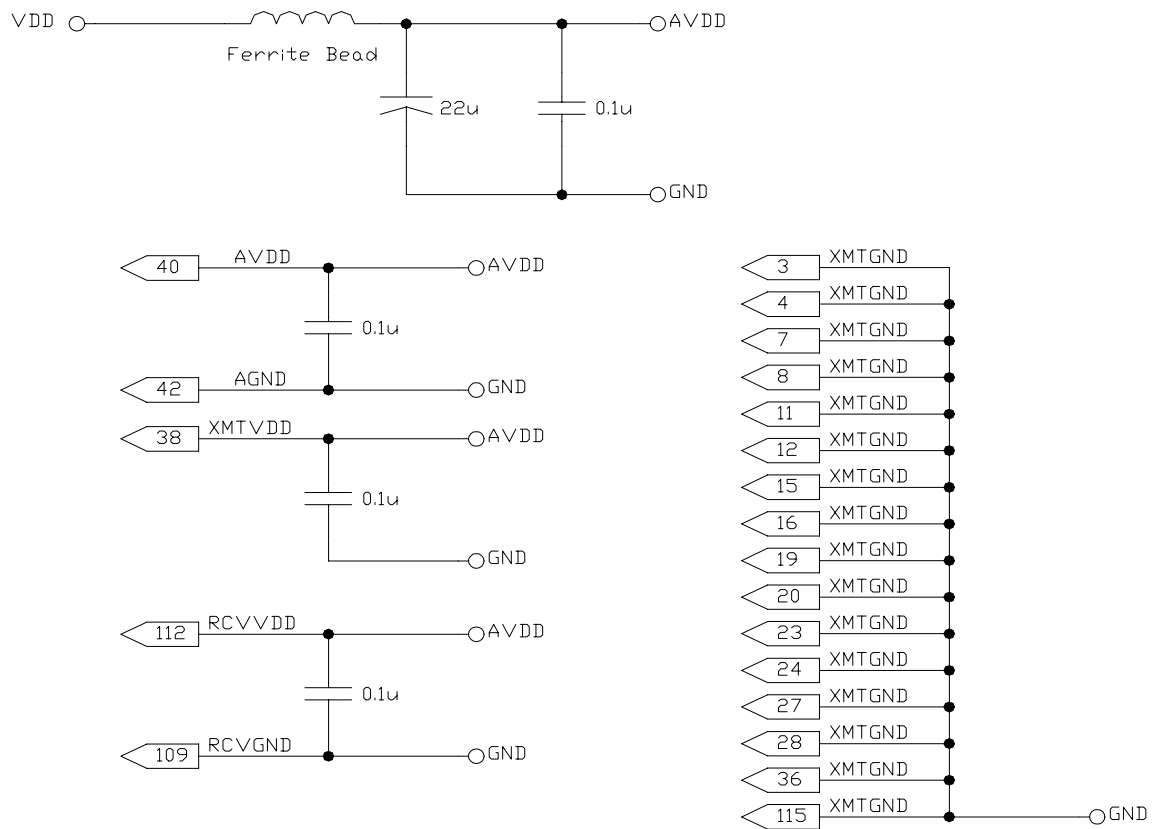 VDD
Ferrite Bead
22u
0.1u
AVDD
GND
40 AVDD AVDD
0.1u
42 AGND GND
38 XMTVDD AVDD
0.1u
GND
112 RCVVDD AVDD
0.1u
109 RCVGND GND
3 XMTGND
4 XMTGND
7 XMTGND
8 XMTGND
11 XMTGND
12 XMTGND
15 XMTGND
16 XMTGND
19 XMTGND
20 XMTGND
23 XMTGND
24 XMTGND
27 XMTGND
28 XMTGND
36 XMTGND
115 XMTGND GND